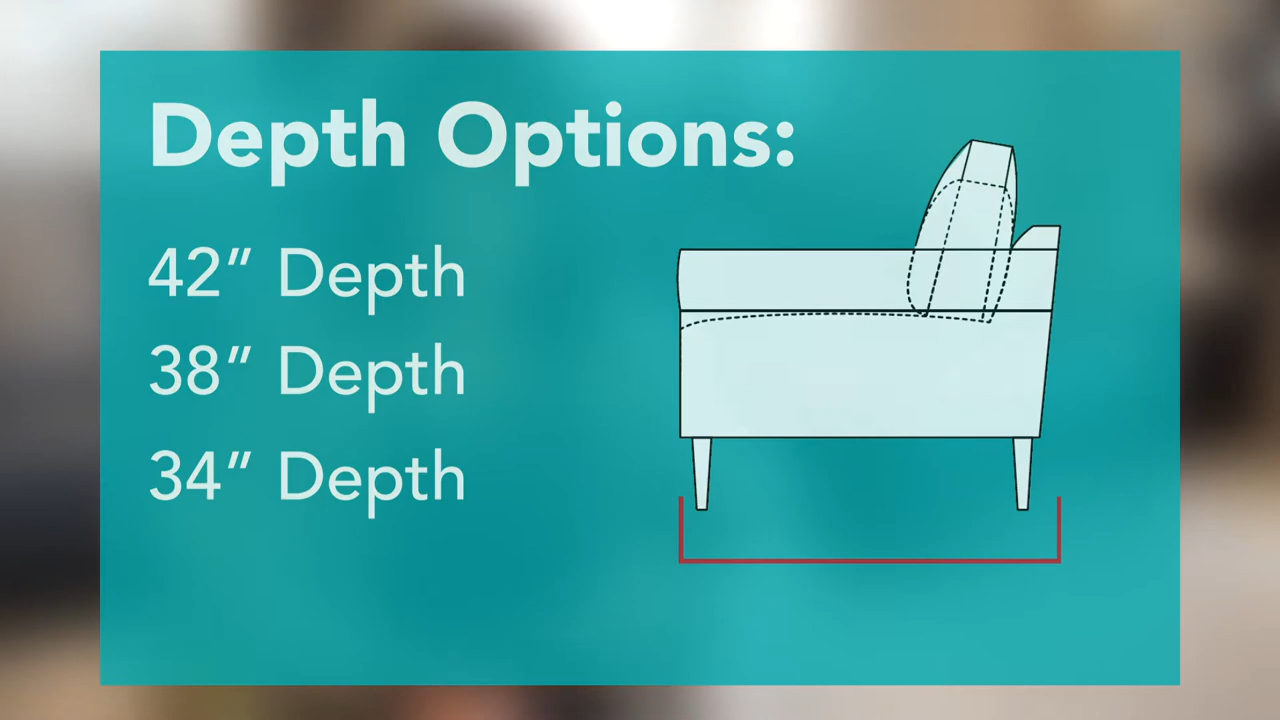 Depth Options:
42” Depth
38” Depth
34” Depth